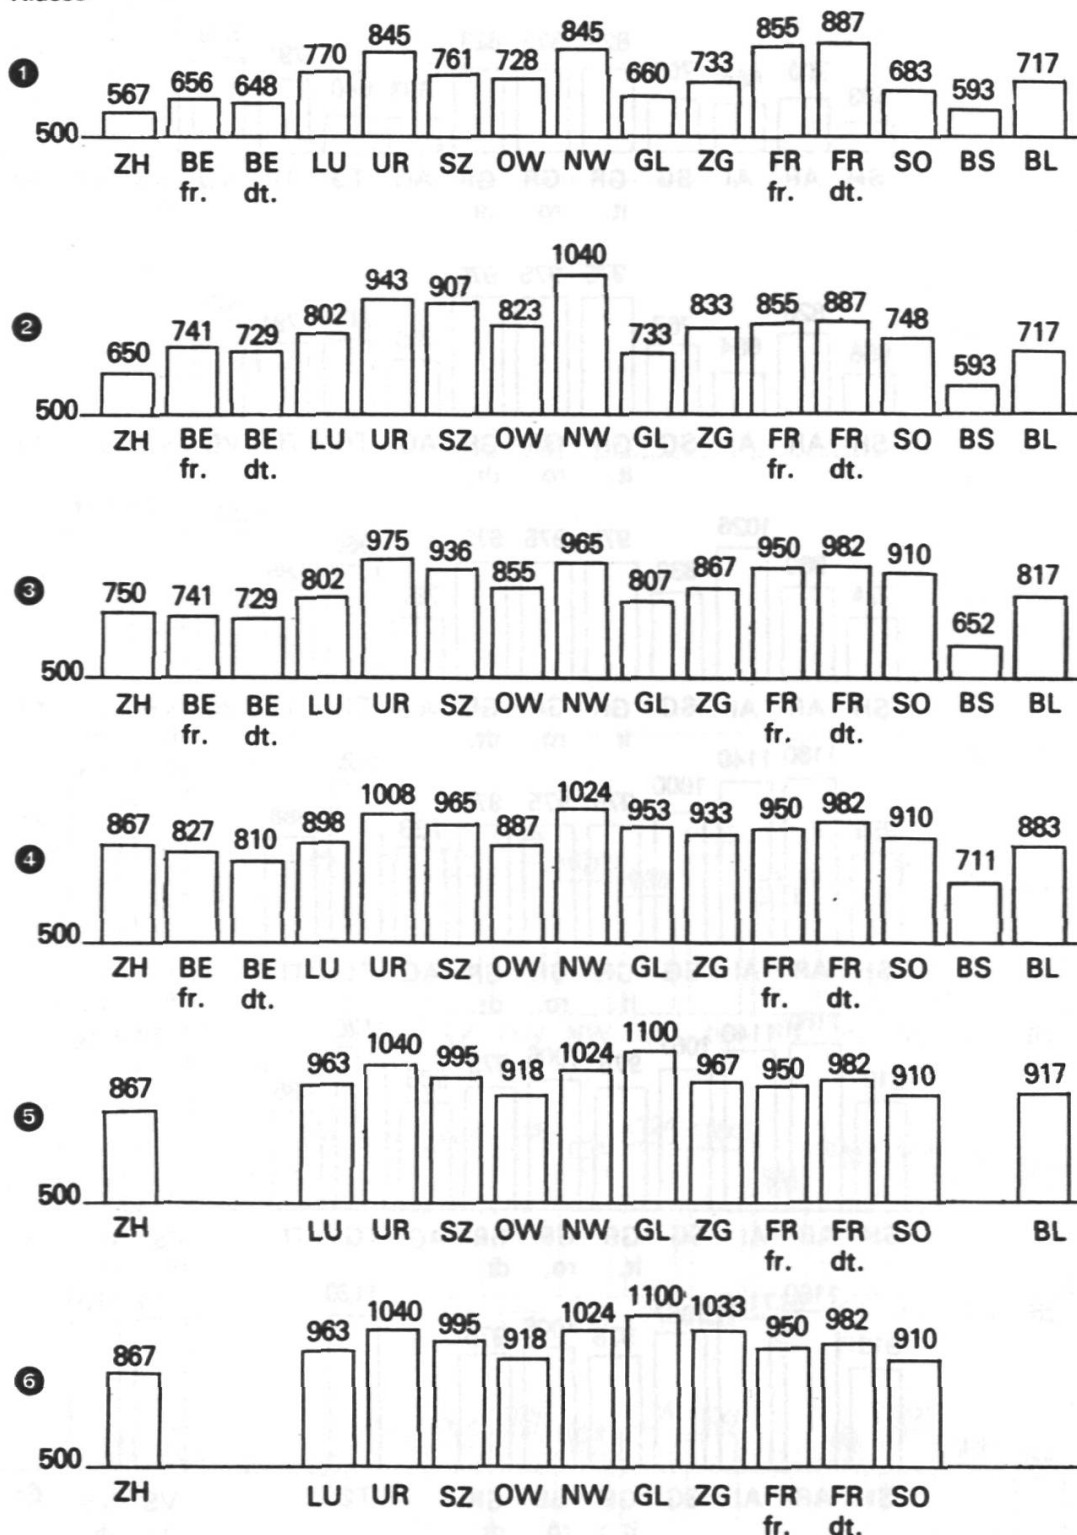 845 855 887
770 761 728 845 733 717
656 648 660 683
❶ 567 593
500
ZH BE BE LU UR SZ OW NW GL ZG FR FR SO BS BL
fr. dt. fr. dt.
1040
943 907
802 823 833 855 887
❷ 741 729 733 748 717
650 593
500
ZH BE BE LU UR SZ OW NW GL ZG FR FR SO BS BL
fr. dt. fr. dt.
975 936 965 950 982 910
855 867
802 807 817
❸ 750 741 729
652
500
ZH BE BE LU UR SZ OW NW GL ZG FR FR SO BS BL
fr. dt. fr. dt.
1008 1024
965 953 933 950 982 910
867 827 810 898 887 883
❹ 711
500
ZH BE BE LU UR SZ OW NW GL ZG FR FR SO BS BL
fr. dt. fr. dt.
1040 1024 1100
963 995 918 967 950 982 910 917
867
❺
500
ZH LU UR SZ OW NW GL ZG FR FR SO BL
fr. dt.
1040 1024 1100 1033
963 995 918 950 982 910
❻ 867
500
ZH LU UR SZ OW NW GL ZG FR FR SO
fr. dt.